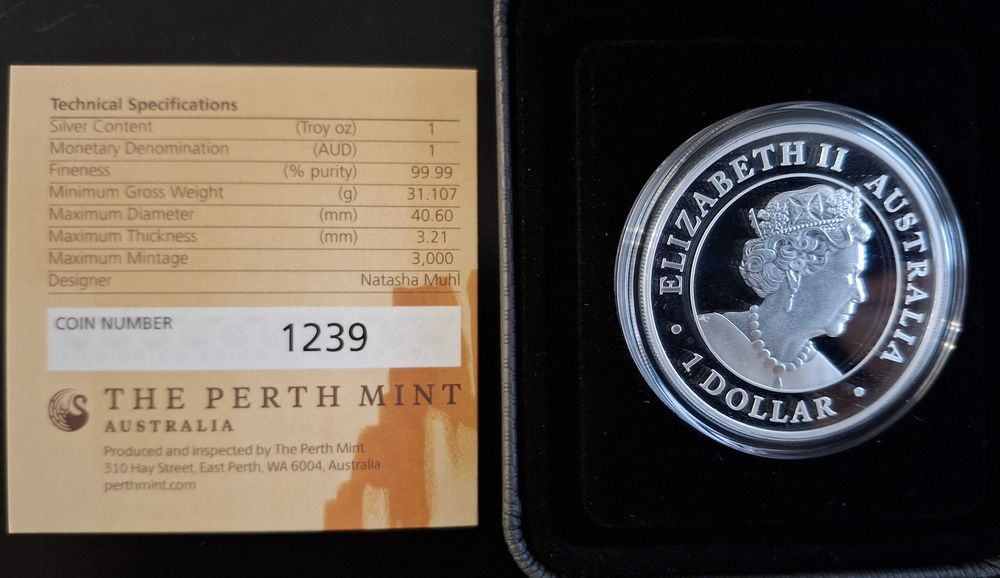 Technical Specifications
Silver Content (Troy oz) 1
Monetary Denomination (AUD) 1
Fineness (% purity) 99.99
Minimum Gross Weight (g) 31.107
Maximum Diameter (mm) 40.60
Maximum Thickness (mm) 3.21
Maximum Mintage 3,000
Designer Natasha Muhl
COIN NUMBER 1239
THE PERTH MINT
AUSTRALIA
Produced and inspected by The Perth Mint
310 Hay Street, East Perth, WA 6004, Australia
perthmint.com
ELIZABETH II AUSTRALIA
• 1 DOLLAR •